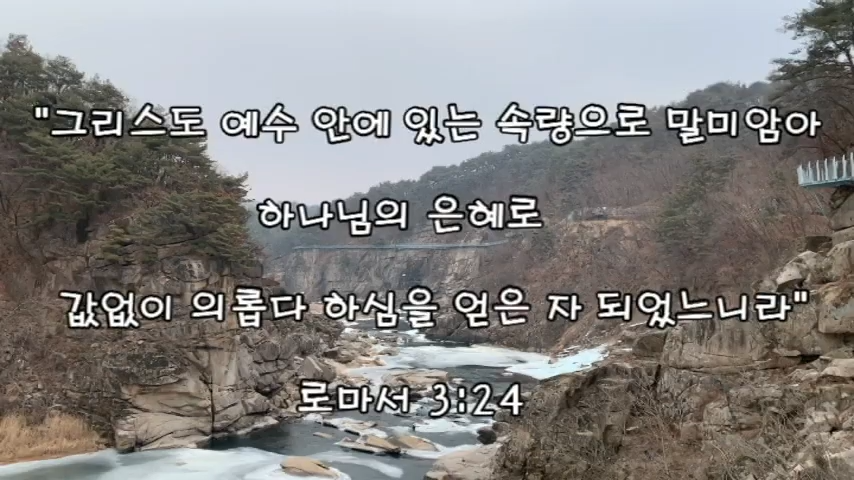 "그리스도 예수 안에 있는 속량으로 말미암아
하나님의 은혜로
값없이 의롭다 하심을 얻은 자 되었느니라"
로마서 3:24